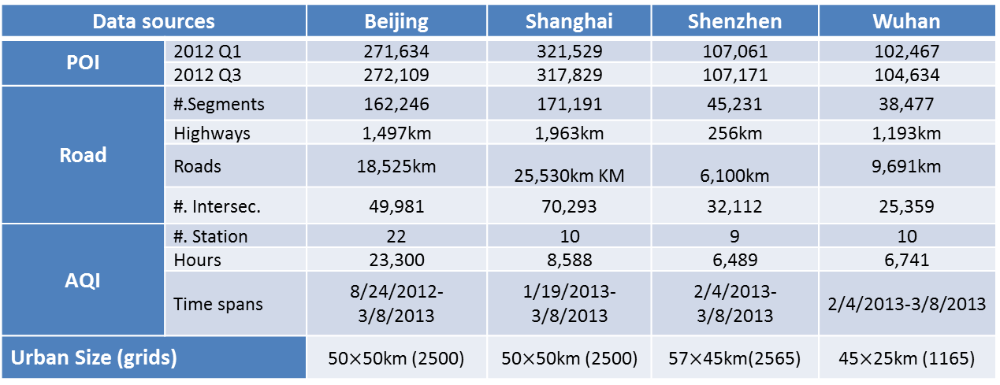 Data sources Beijing Shanghai Shenzhen Wuhan
POI 2012 Q1 271,634 321,529 107,061 102,467
2012 Q3 272,109 317,829 107,171 104,634
Road #.Segments 162,246 171,191 45,231 38,477
Highways 1,497km 1,963km 256km 1,193km
Roads 18,525km 25,530km KM 6,100km 9,691km
#. Intersec. 49,981 70,293 32,112 25,359
AQI #. Station 22 10 9 10
Hours 23,300 8,588 6,489 6,741
Time spans 8/24/2012- 1/19/2013- 2/4/2013- 2/4/2013-3/8/2013
3/8/2013 3/8/2013 3/8/2013
Urban Size (grids) 50×50km (2500) 50×50km (2500) 57×45km(2565) 45×25km (1165)